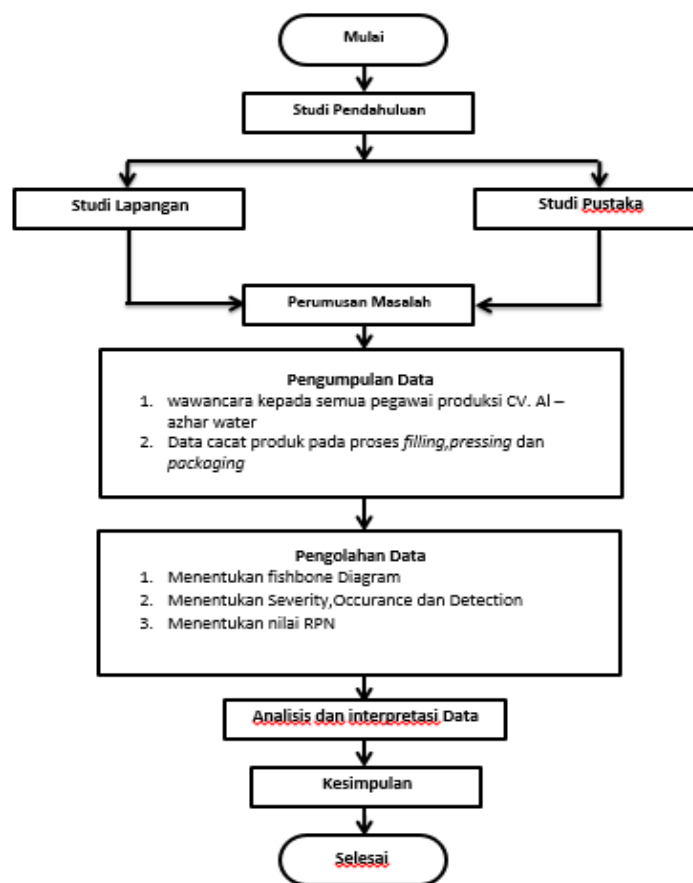 Mulai
Studi Pendahuluan
Studi Lapangan
Studi Pustaka
Perumusan Masalah
Pengumpulan Data
1. wawancara kepada semua pegawai produksi CV. Al –
azhar water
2. Data cacat produk pada proses filling,pressing dan
packaging
Pengolahan Data
1. Menentukan fishbone Diagram
2. Menentukan Severity,Occurance dan Detection
3. Menentukan nilai RPN
Analisis dan interpretasi Data
Kesimpulan
Selesai